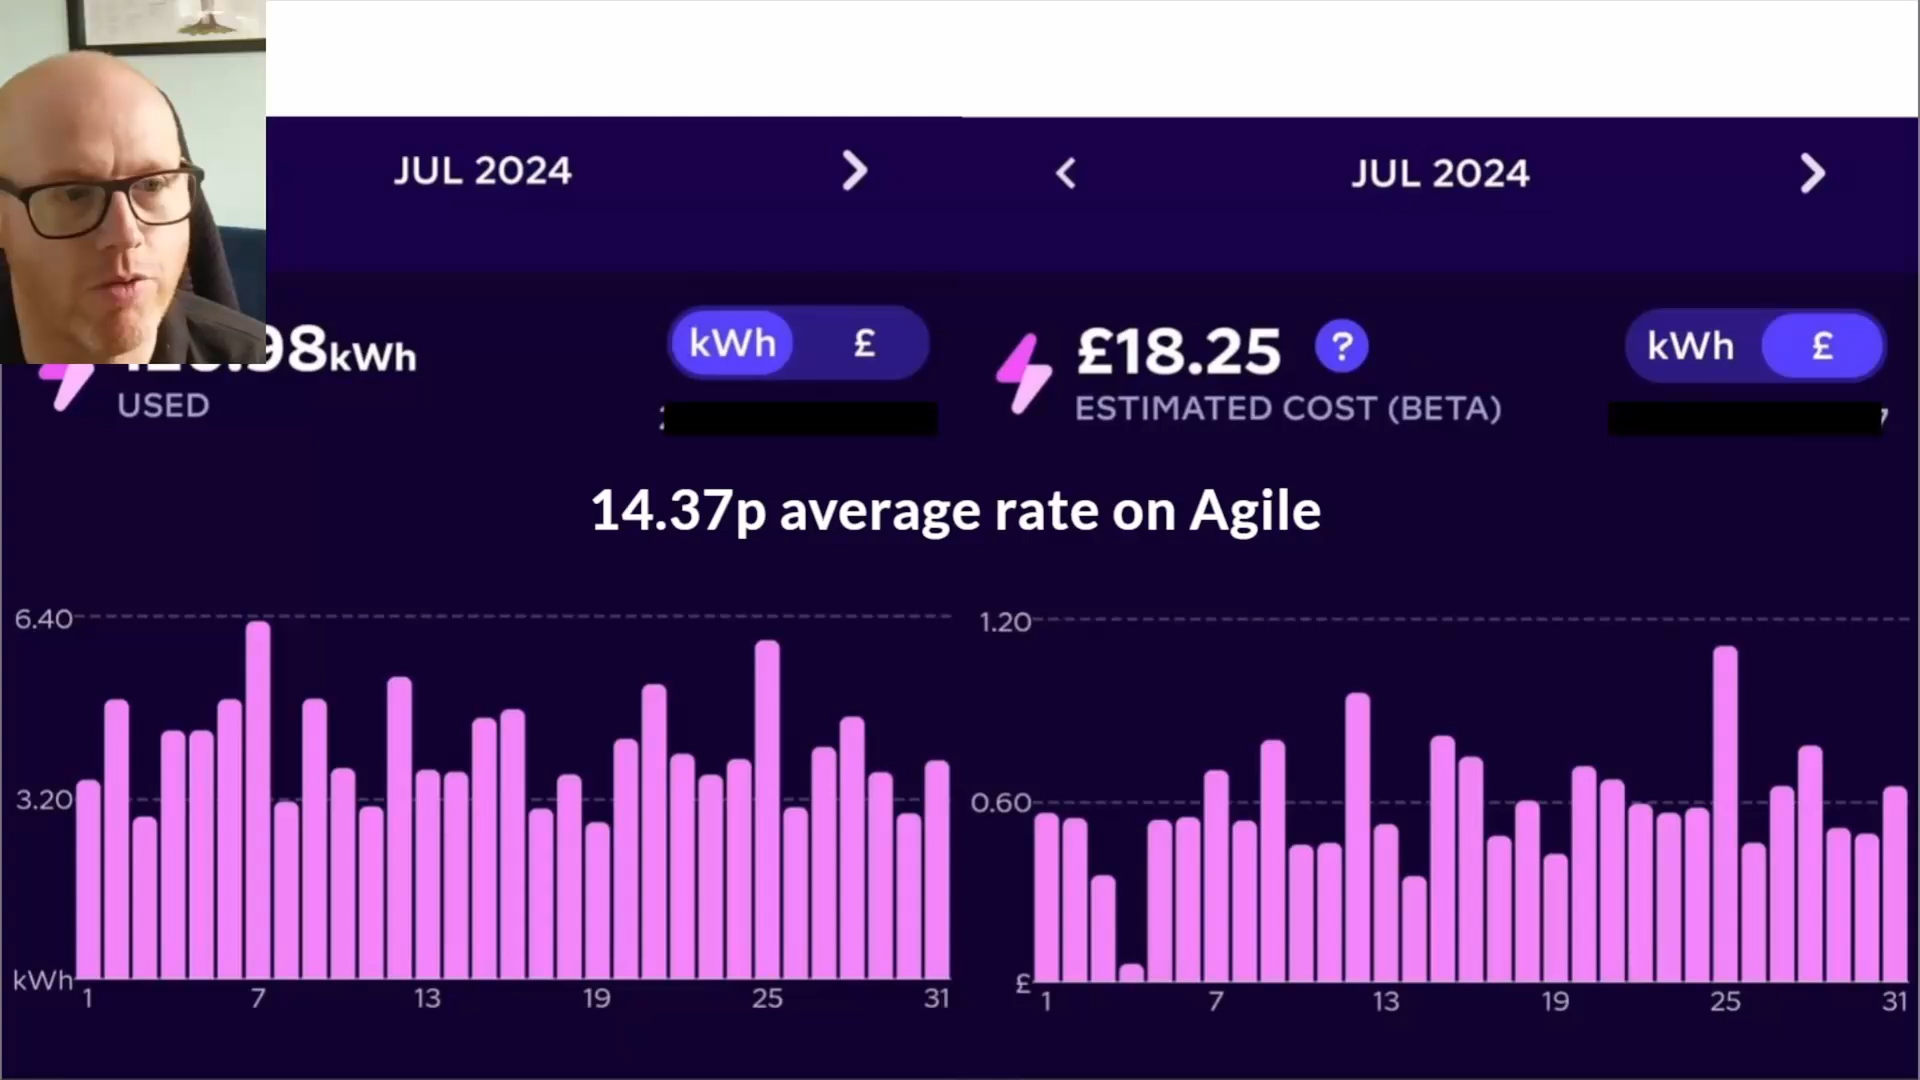 JUL 2024
JUL 2024
98kWh
USED
kWh £
£18.25 ?
ESTIMATED COST (BETA)
kWh £
14.37p average rate on Agile
6.40
3.20
kWh
1 7 13 19 25 31
1.20
0.60
£
1 7 13 19 25 31